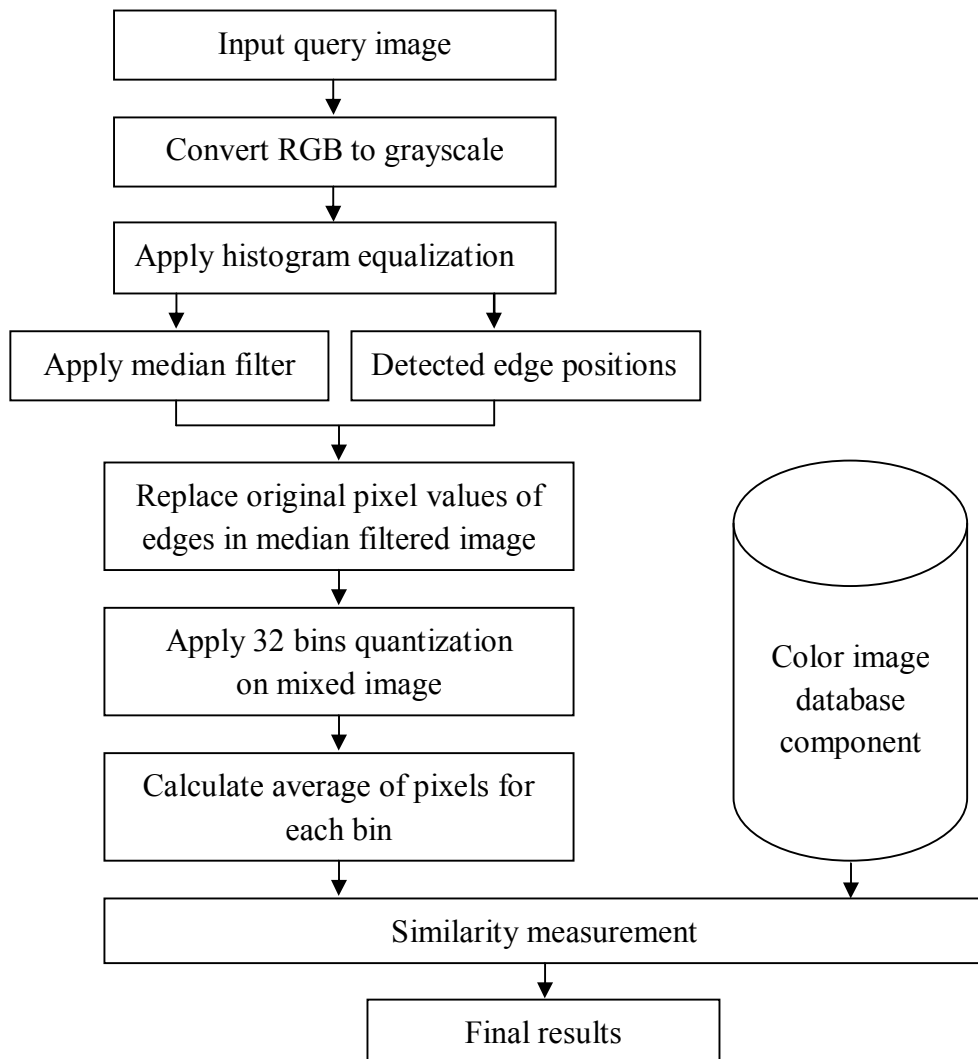 Input query image
Convert RGB to grayscale
Apply histogram equalization
Apply median filter
Detected edge positions
Replace original pixel values of
edges in median filtered image
Apply 32 bins quantization
on mixed image
Calculate average of pixels for
each bin
Color image
database
component
Similarity measurement
Final results